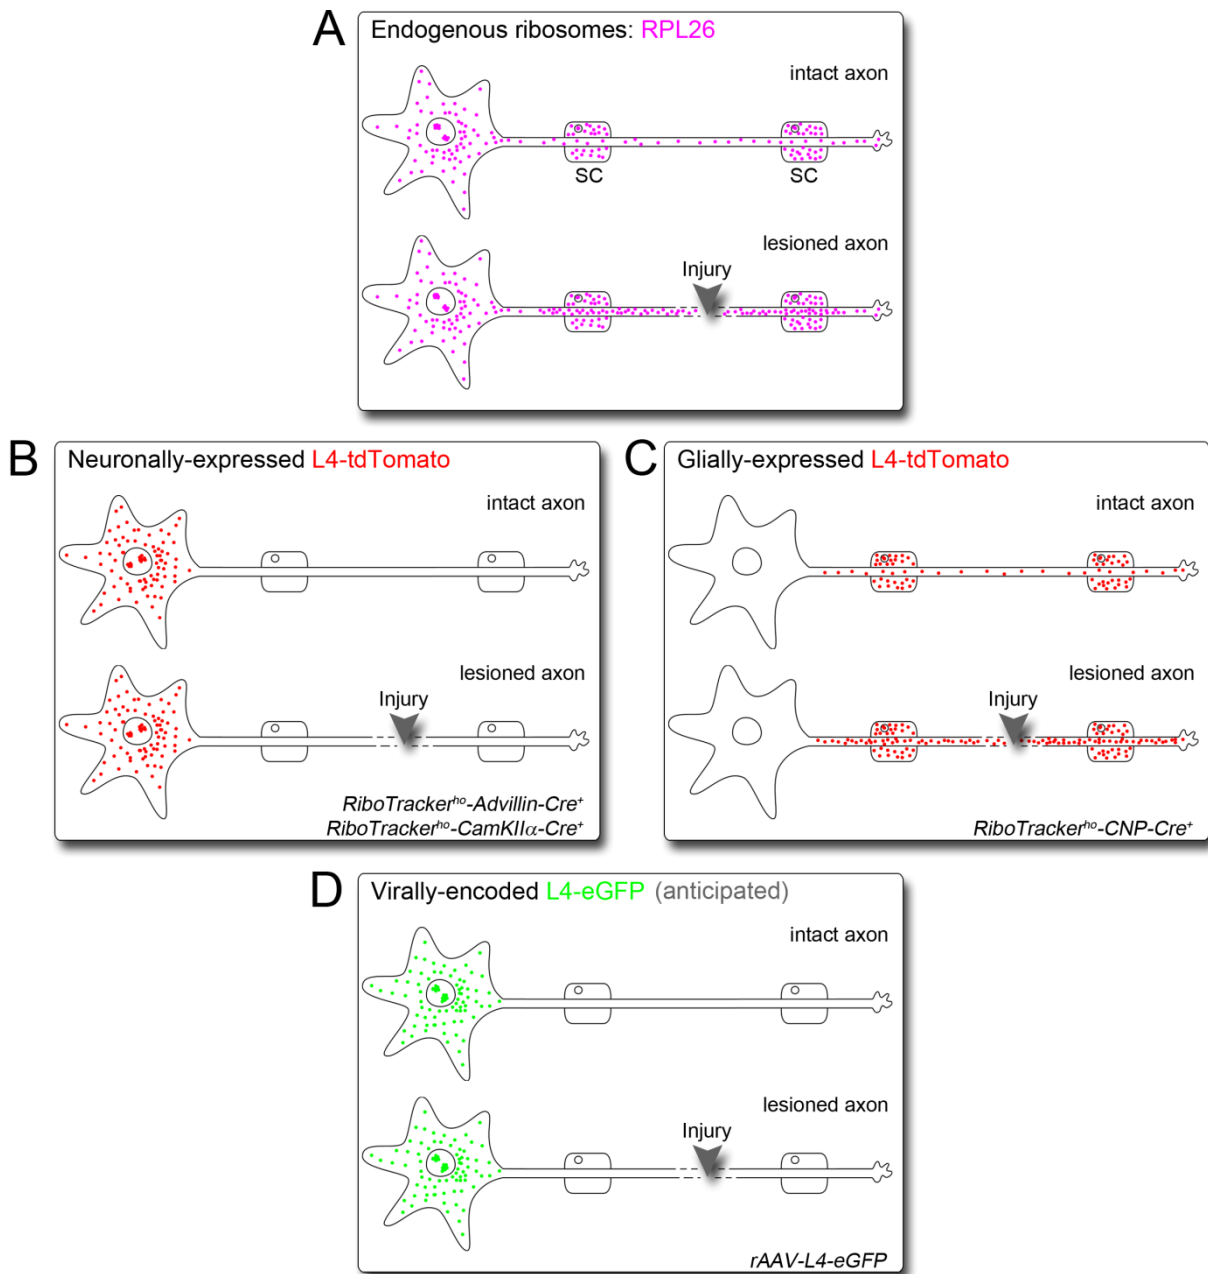 A
Endogenous ribosomes: RPL26
intact axon
SC SC
lesioned axon
Injury
B
Neuronally-expressed L4-tdTomato
intact axon
lesioned axon
Injury
RiboTrackerʰᵒ-Advillin-Cre⁺
RiboTrackerʰᵒ-CamKIIα-Cre⁺
C
Glially-expressed L4-tdTomato
intact axon
lesioned axon
Injury
RiboTrackerʰᵒ-CNP-Cre⁺
D
Virally-encoded L4-eGFP (anticipated)
intact axon
lesioned axon
Injury
rAAV-L4-eGFP